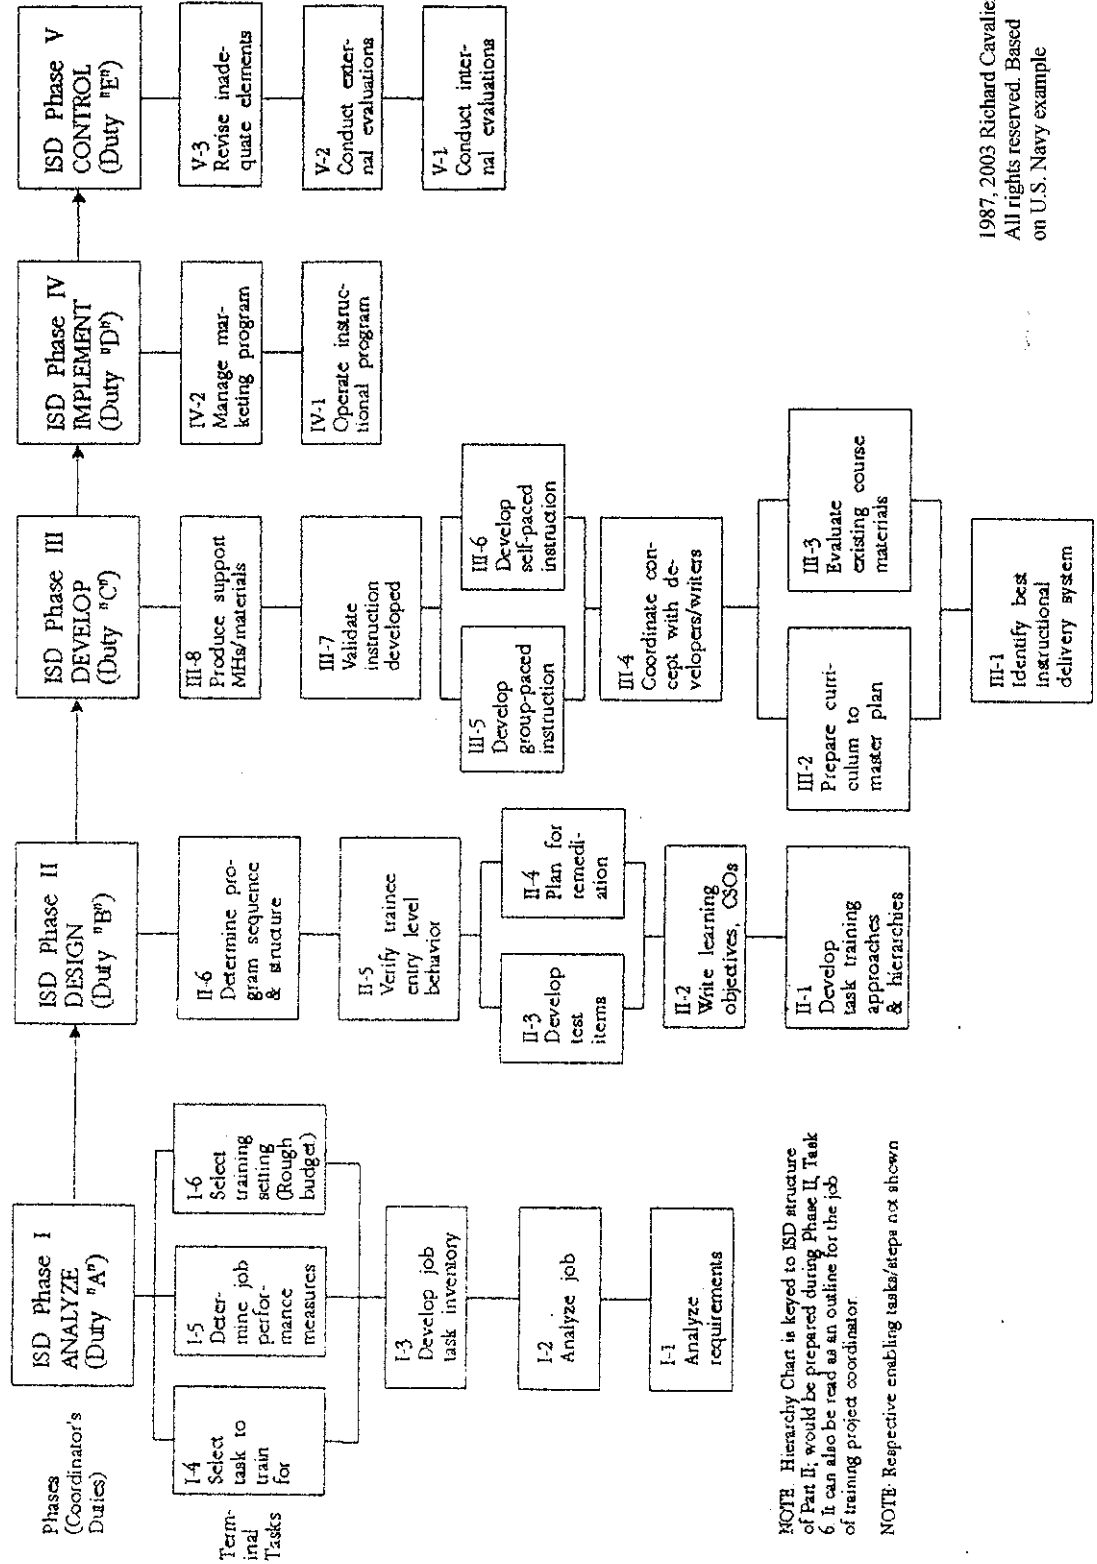 Phases
(Coordinator's
Duties)
ISD Phase I
ANALYZE
(Duty "A")
ISD Phase II
DESIGN
(Duty "B")
ISD Phase III
DEVELOP
(Duty "C")
ISD Phase IV
IMPLEMENT
(Duty "D")
ISD Phase V
CONTROL
(Duty "E")
Term-
inal
Tasks
I-4
Select
task to
train
for
I-5
Deter-
mine job
perfor-
mance
measures
I-6
Select
training
setting
(Rough
budget)
I-3
Develop job
task inventory
I-2
Analyze job
I-1
Analyze
requirements
II-6
Determine pro-
gram sequence
& structure
II-5
Verify trainee
entry level
behavior
II-3
Develop
test
items
II-4
Plan for
remedi-
ation
II-2
Write learning
objectives, CSOs
II-1
Develop
task training
approaches
& hierarchies
III-8
Produce support
MHs/materials
III-7
Validate
instruction
developed
III-5
Develop
group-paced
instruction
III-6
Develop
self-paced
instruction
III-4
Coordinate con-
cept with de-
velopers/writers
III-2
Prepare curri-
culum to
master plan
III-3
Evaluate
existing course
materials
III-1
Identify best
instructional
delivery system
IV-2
Manage mar-
keting program
IV-1
Operate instruc-
tional program
V-3
Revise inade-
quate elements
V-2
Conduct exter-
nal evaluations
V-1
Conduct inter-
nal evaluations
NOTE: Hierarchy Chart is keyed to ISD structure
of Part II; would be prepared during Phase II, Task
6. It can also be read as an outline for the job
of training project coordinator.
NOTE: Respective enabling tasks/steps not shown
1987, 2003 Richard Cavalie
All rights reserved. Based
on U.S. Navy example